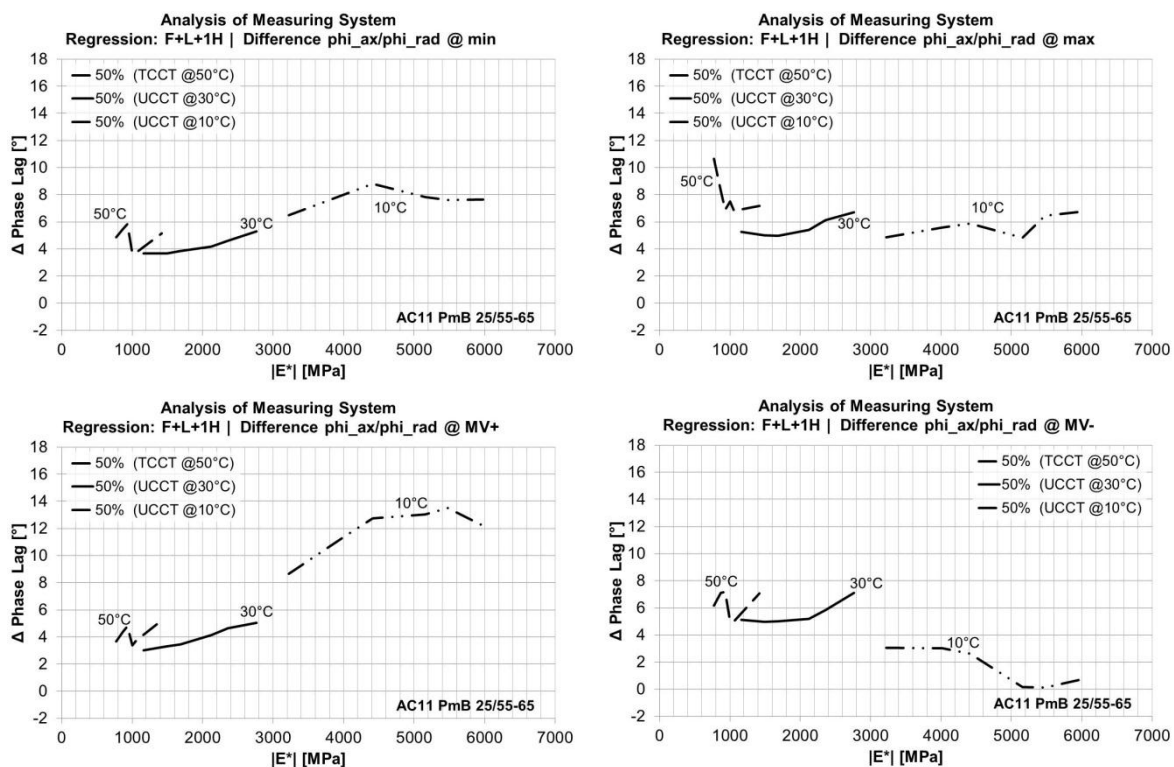 Analysis of Measuring System
Regression: F+L+1H | Difference phi_ax/phi_rad @ min
50% (TCCT @50°C)
50% (UCCT @30°C)
50% (UCCT @10°C)
18
16
14
12
10
8
6
4
2
0
-2
Δ Phase Lag [°]
50°C
30°C
10°C
AC11 PmB 25/55-65
0 1000 2000 3000 4000 5000 6000 7000
|E*| [MPa]
Analysis of Measuring System
Regression: F+L+1H | Difference phi_ax/phi_rad @ max
50% (TCCT @50°C)
50% (UCCT @30°C)
50% (UCCT @10°C)
18
16
14
12
10
8
6
4
2
0
-2
Δ Phase Lag [°]
50°C
30°C
10°C
AC11 PmB 25/55-65
0 1000 2000 3000 4000 5000 6000 7000
|E*| [MPa]
Analysis of Measuring System
Regression: F+L+1H | Difference phi_ax/phi_rad @ MV+
50% (TCCT @50°C)
50% (UCCT @30°C)
50% (UCCT @10°C)
18
16
14
12
10
8
6
4
2
0
-2
Δ Phase Lag [°]
50°C
30°C
10°C
AC11 PmB 25/55-65
0 1000 2000 3000 4000 5000 6000 7000
|E*| [MPa]
Analysis of Measuring System
Regression: F+L+1H | Difference phi_ax/phi_rad @ MV-
50% (TCCT @50°C)
50% (UCCT @30°C)
50% (UCCT @10°C)
18
16
14
12
10
8
6
4
2
0
-2
Δ Phase Lag [°]
50°C
30°C
10°C
AC11 PmB 25/55-65
0 1000 2000 3000 4000 5000 6000 7000
|E*| [MPa]